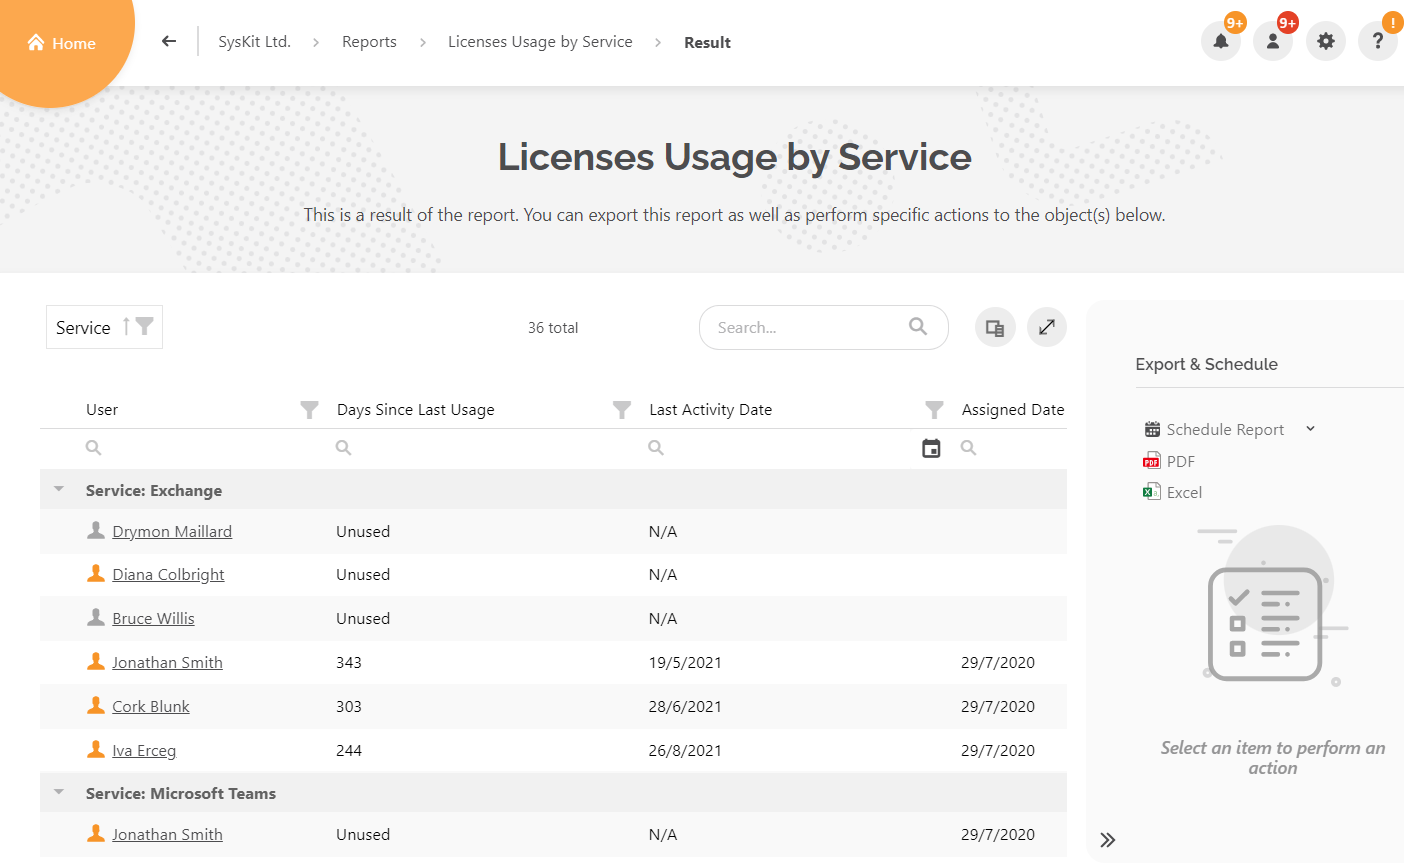 Home
SysKit Ltd. > Reports > Licenses Usage by Service > Result
9+
9+
!
?
Licenses Usage by Service
This is a result of the report. You can export this report as well as perform specific actions to the object(s) below.
Service
36 total
Search...
User Days Since Last Usage Last Activity Date Assigned Date
Service: Exchange
Drymon Maillard Unused N/A
Diana Colbright Unused N/A
Bruce Willis Unused N/A
Jonathan Smith 343 19/5/2021 29/7/2020
Cork Blunk 303 28/6/2021 29/7/2020
Iva Erceg 244 26/8/2021 29/7/2020
Service: Microsoft Teams
Jonathan Smith Unused N/A 29/7/2020
Export & Schedule
Schedule Report
PDF
Excel
Select an item to perform an
action